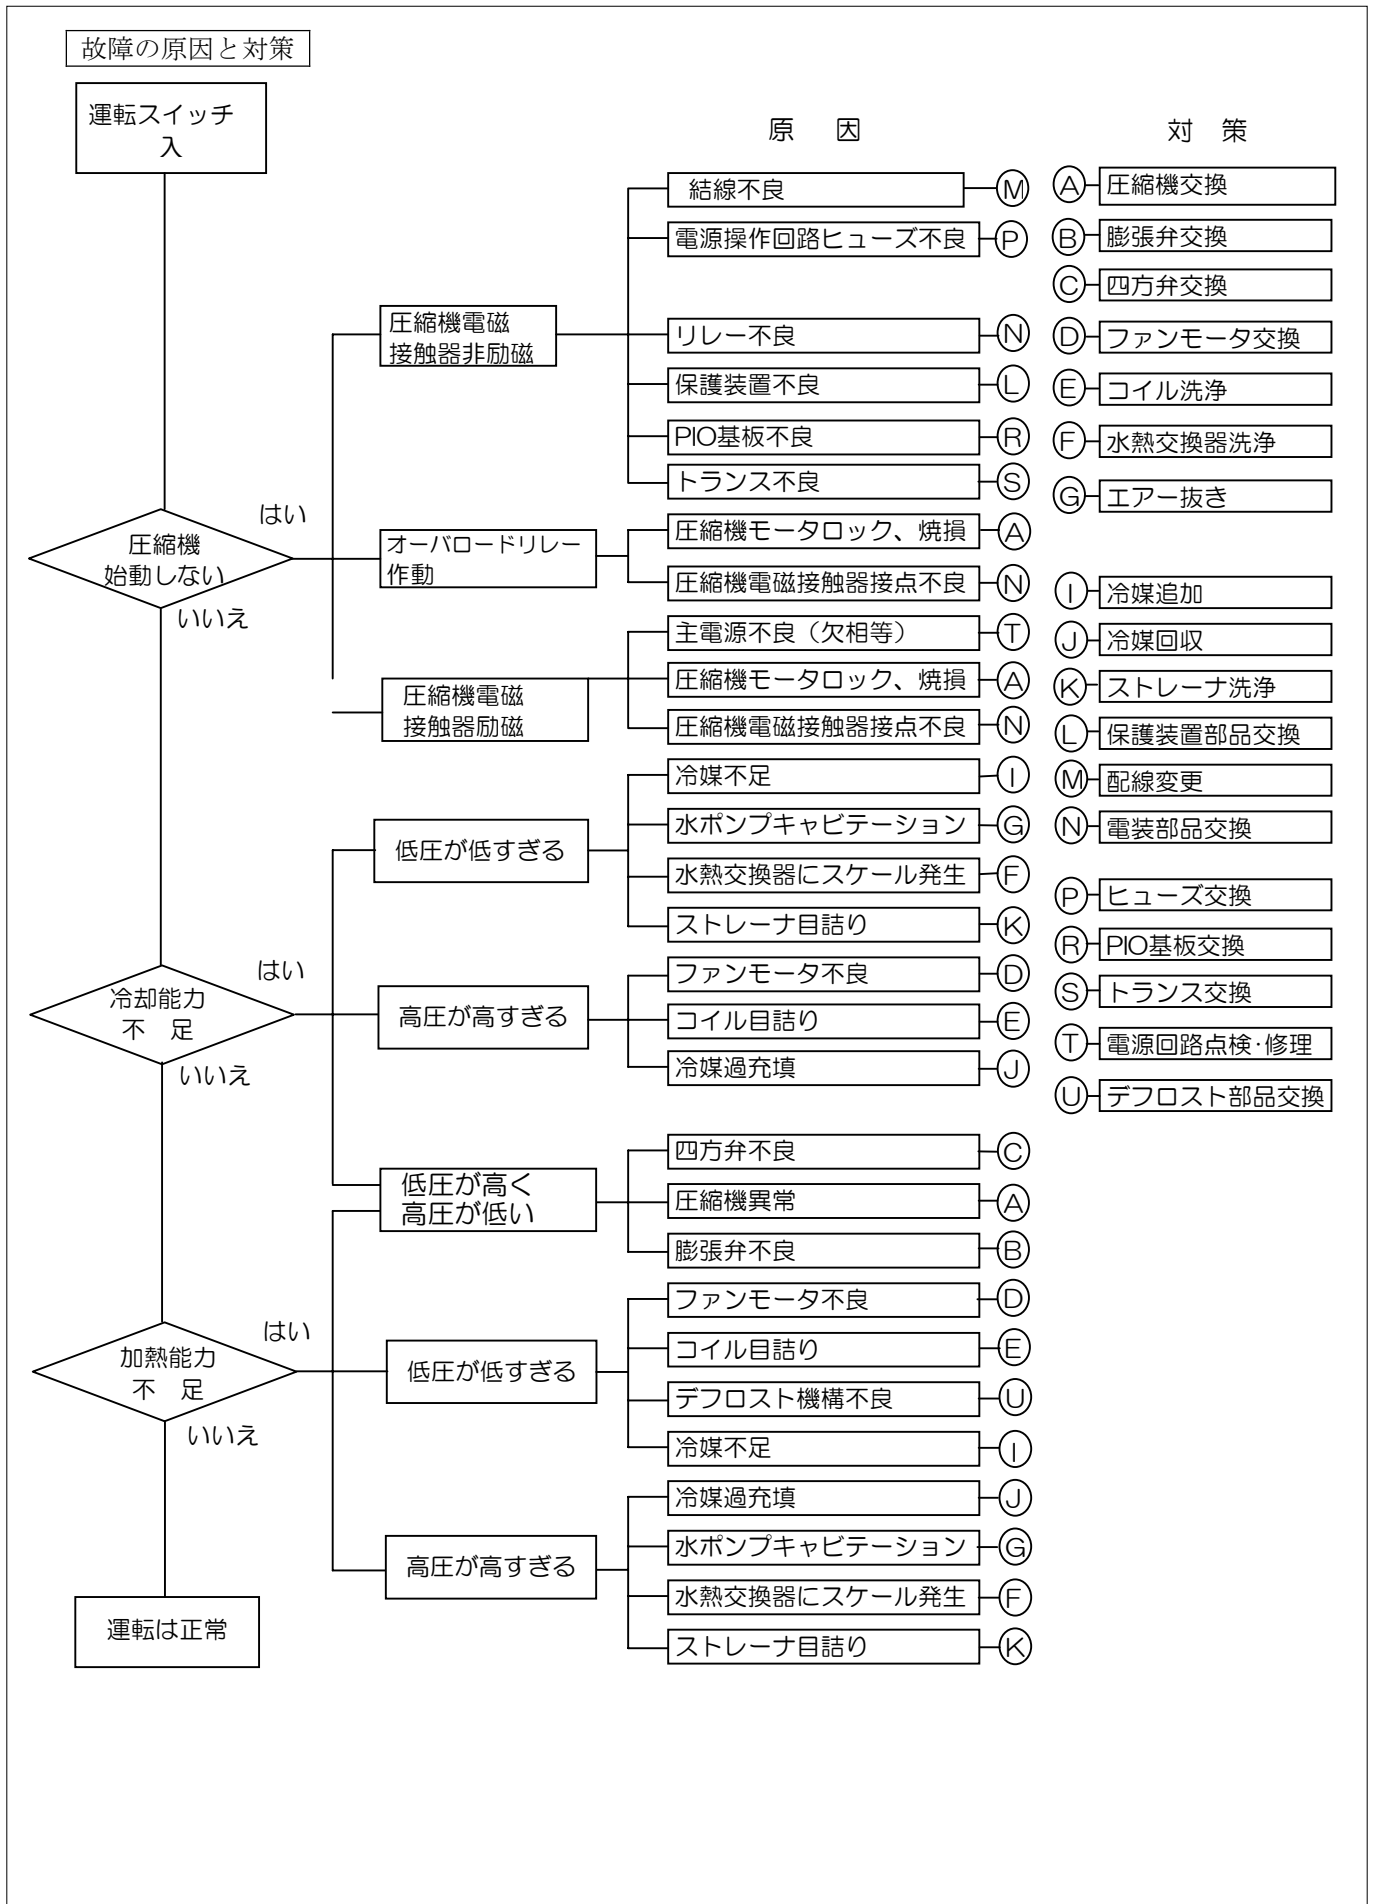 故障の原因と対策
運転スイッチ
入
原　因
対　策
結線不良
M
電源操作回路ヒューズ不良
P
圧縮機電磁
接触器非励磁
リレー不良
N
保護装置不良
L
PIO基板不良
R
トランス不良
S
はい
圧縮機
始動しない
いいえ
オーバロードリレー
作動
圧縮機モータロック、焼損
A
圧縮機電磁接触器接点不良
N
主電源不良（欠相等）
T
圧縮機電磁
接触器励磁
圧縮機モータロック、焼損
A
圧縮機電磁接触器接点不良
N
冷媒不足
I
低圧が低すぎる
水ポンプキャビテーション
G
水熱交換器にスケール発生
F
ストレーナ目詰り
K
はい
冷却能力
不　足
いいえ
高圧が高すぎる
ファンモータ不良
D
コイル目詰り
E
冷媒過充填
J
低圧が高く
高圧が低い
四方弁不良
C
圧縮機異常
A
膨張弁不良
B
はい
加熱能力
不　足
いいえ
低圧が低すぎる
ファンモータ不良
D
コイル目詰り
E
デフロスト機構不良
U
冷媒不足
I
高圧が高すぎる
冷媒過充填
J
水ポンプキャビテーション
G
水熱交換器にスケール発生
F
ストレーナ目詰り
K
運転は正常
A
圧縮機交換
B
膨張弁交換
C
四方弁交換
D
ファンモータ交換
E
コイル洗浄
F
水熱交換器洗浄
G
エアー抜き
I
冷媒追加
J
冷媒回収
K
ストレーナ洗浄
L
保護装置部品交換
M
配線変更
N
電装部品交換
P
ヒューズ交換
R
PIO基板交換
S
トランス交換
T
電源回路点検･修理
U
デフロスト部品交換